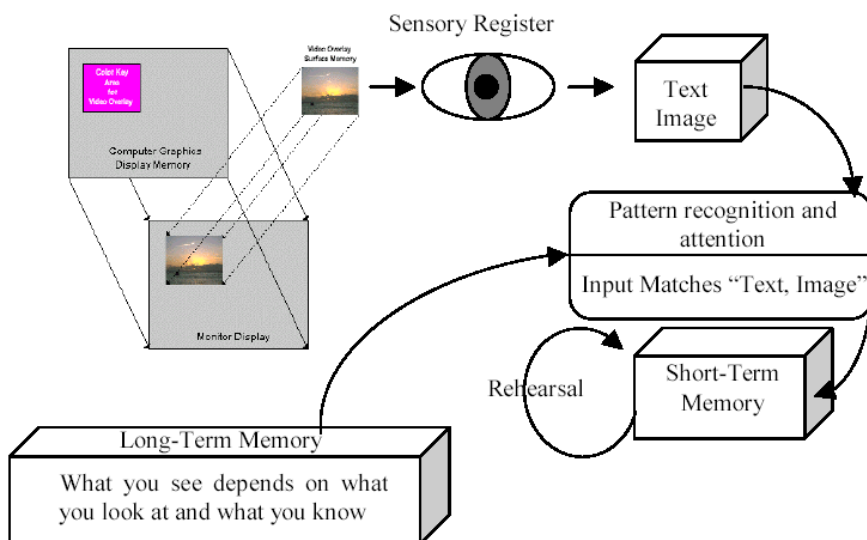 Sensory Register
Video Overlay
Surface Memory
Color Key
Area
for
Video Overlay
Computer Graphics
Display Memory
Monitor Display
Text
Image
Pattern recognition and
attention
Input Matches “Text, Image”
Rehearsal
Short-Term
Memory
Long-Term Memory
What you see depends on what
you look at and what you know